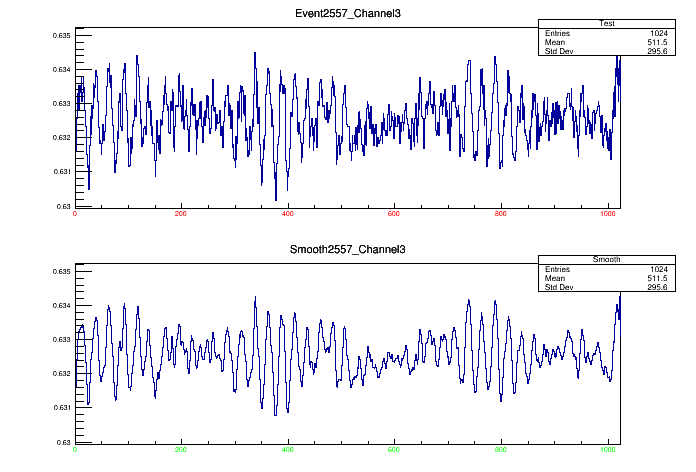 Event2557_Channel3
Test
Entries 1024
Mean 511.5
Std Dev 295.6
0.635
0.634
0.633
0.632
0.631
0.63
0 200 400 600 800 1000
Smooth2557_Channel3
Smooth
Entries 1024
Mean 511.5
Std Dev 295.6
0.635
0.634
0.633
0.632
0.631
0.63
0 200 400 600 800 1000